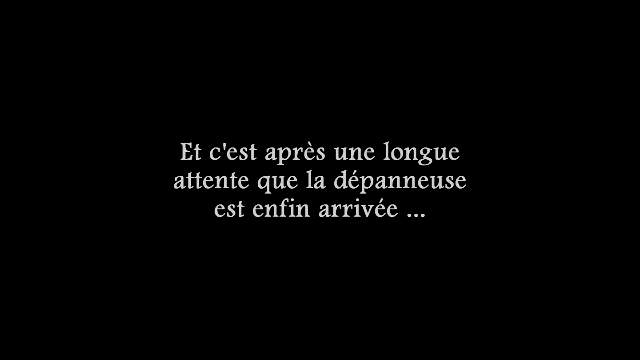 Et c'est après une longue
attente que la dépanneuse
est enfin arrivée ...